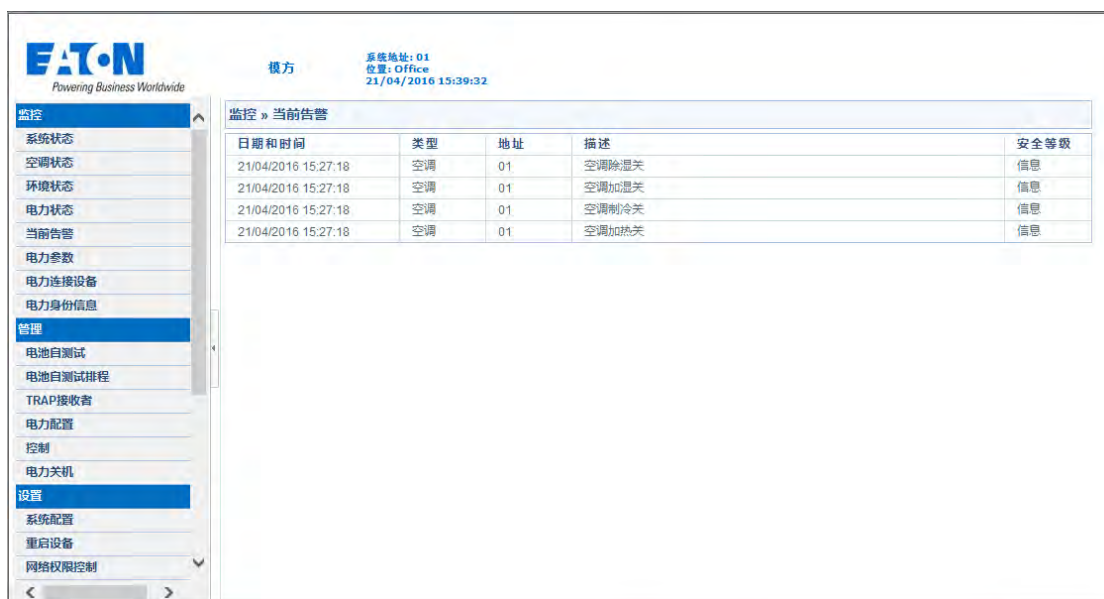 EATON
Powering Business Worldwide
模方
系统地址: 01
位置: Office
21/04/2016 15:39:32
监控
系统状态
空调状态
环境状态
电力状态
当前告警
电力参数
电力连接设备
电力身份信息
管理
电池自测试
电池自测试排程
TRAP接收者
电力配置
控制
电力关机
设置
系统配置
重启设备
网络权限控制
监控 » 当前告警
日期和时间 类型 地址 描述 安全等级
21/04/2016 15:27:18 空调 01 空调除湿关 信息
21/04/2016 15:27:18 空调 01 空调加湿关 信息
21/04/2016 15:27:18 空调 01 空调制冷关 信息
21/04/2016 15:27:18 空调 01 空调加热关 信息